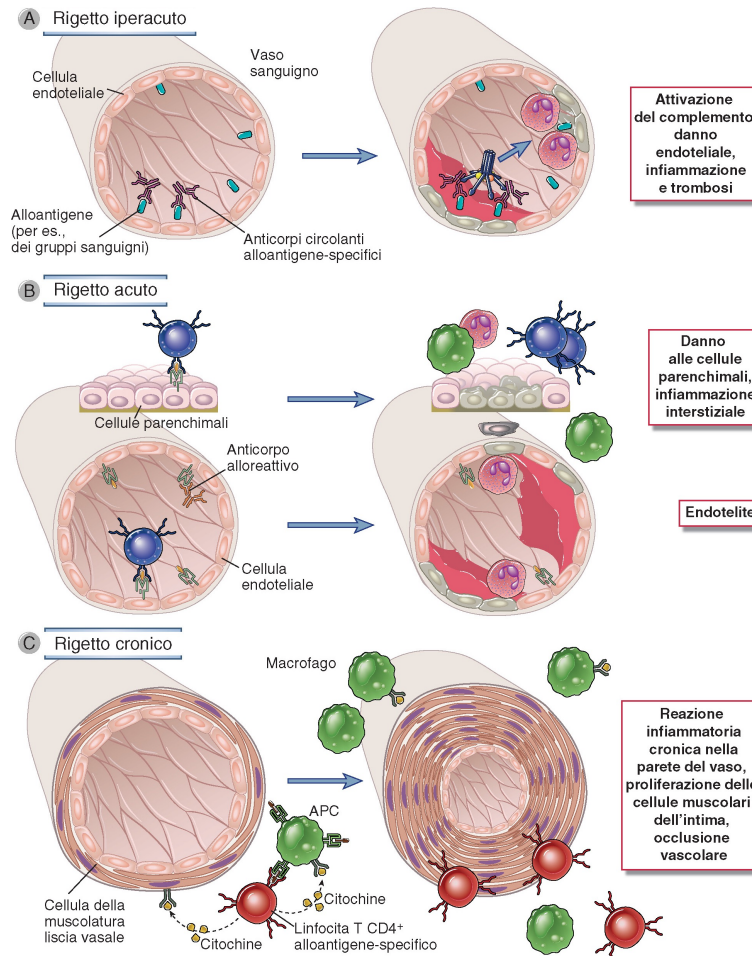 A Rigetto iperacuto
Vaso
sanguigno
Cellula
endoteliale
Alloantigene
(per es.,
dei gruppi sanguigni)
Anticorpi circolanti
alloantigene-specifici
Attivazione
del complemento,
danno
endoteliale,
infiammazione
e trombosi
B Rigetto acuto
Cellule parenchimali
Anticorpo
alloreattivo
Cellula
endoteliale
Danno
alle cellule
parenchimali,
infiammazione
interstiziale
Endotelite
C Rigetto cronico
Macrofago
APC
Cellula della
muscolatura
liscia vasale
Citochine
Citochine
Linfocita T CD4+
alloantigene-specifico
Reazione
infiammatoria
cronica nella
parete del vaso,
proliferazione delle
cellule muscolari
dell'intima,
occlusione
vascolare